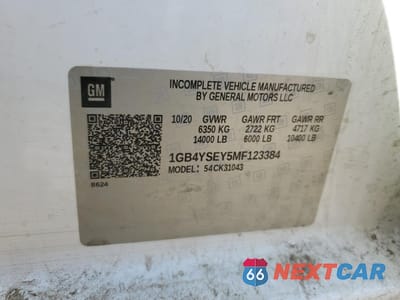 GM
INCOMPLETE VEHICLE MANUFACTURED
BY GENERAL MOTORS LLC
10/20 GVWR GAWR FRT GAWR RR
6350 KG 2722 KG 4717 KG
14000 LB 6000 LB 10400 LB
1GB4YSEY5MF123384
MODEL: 54CK31043
8624
66 NEXTCAR